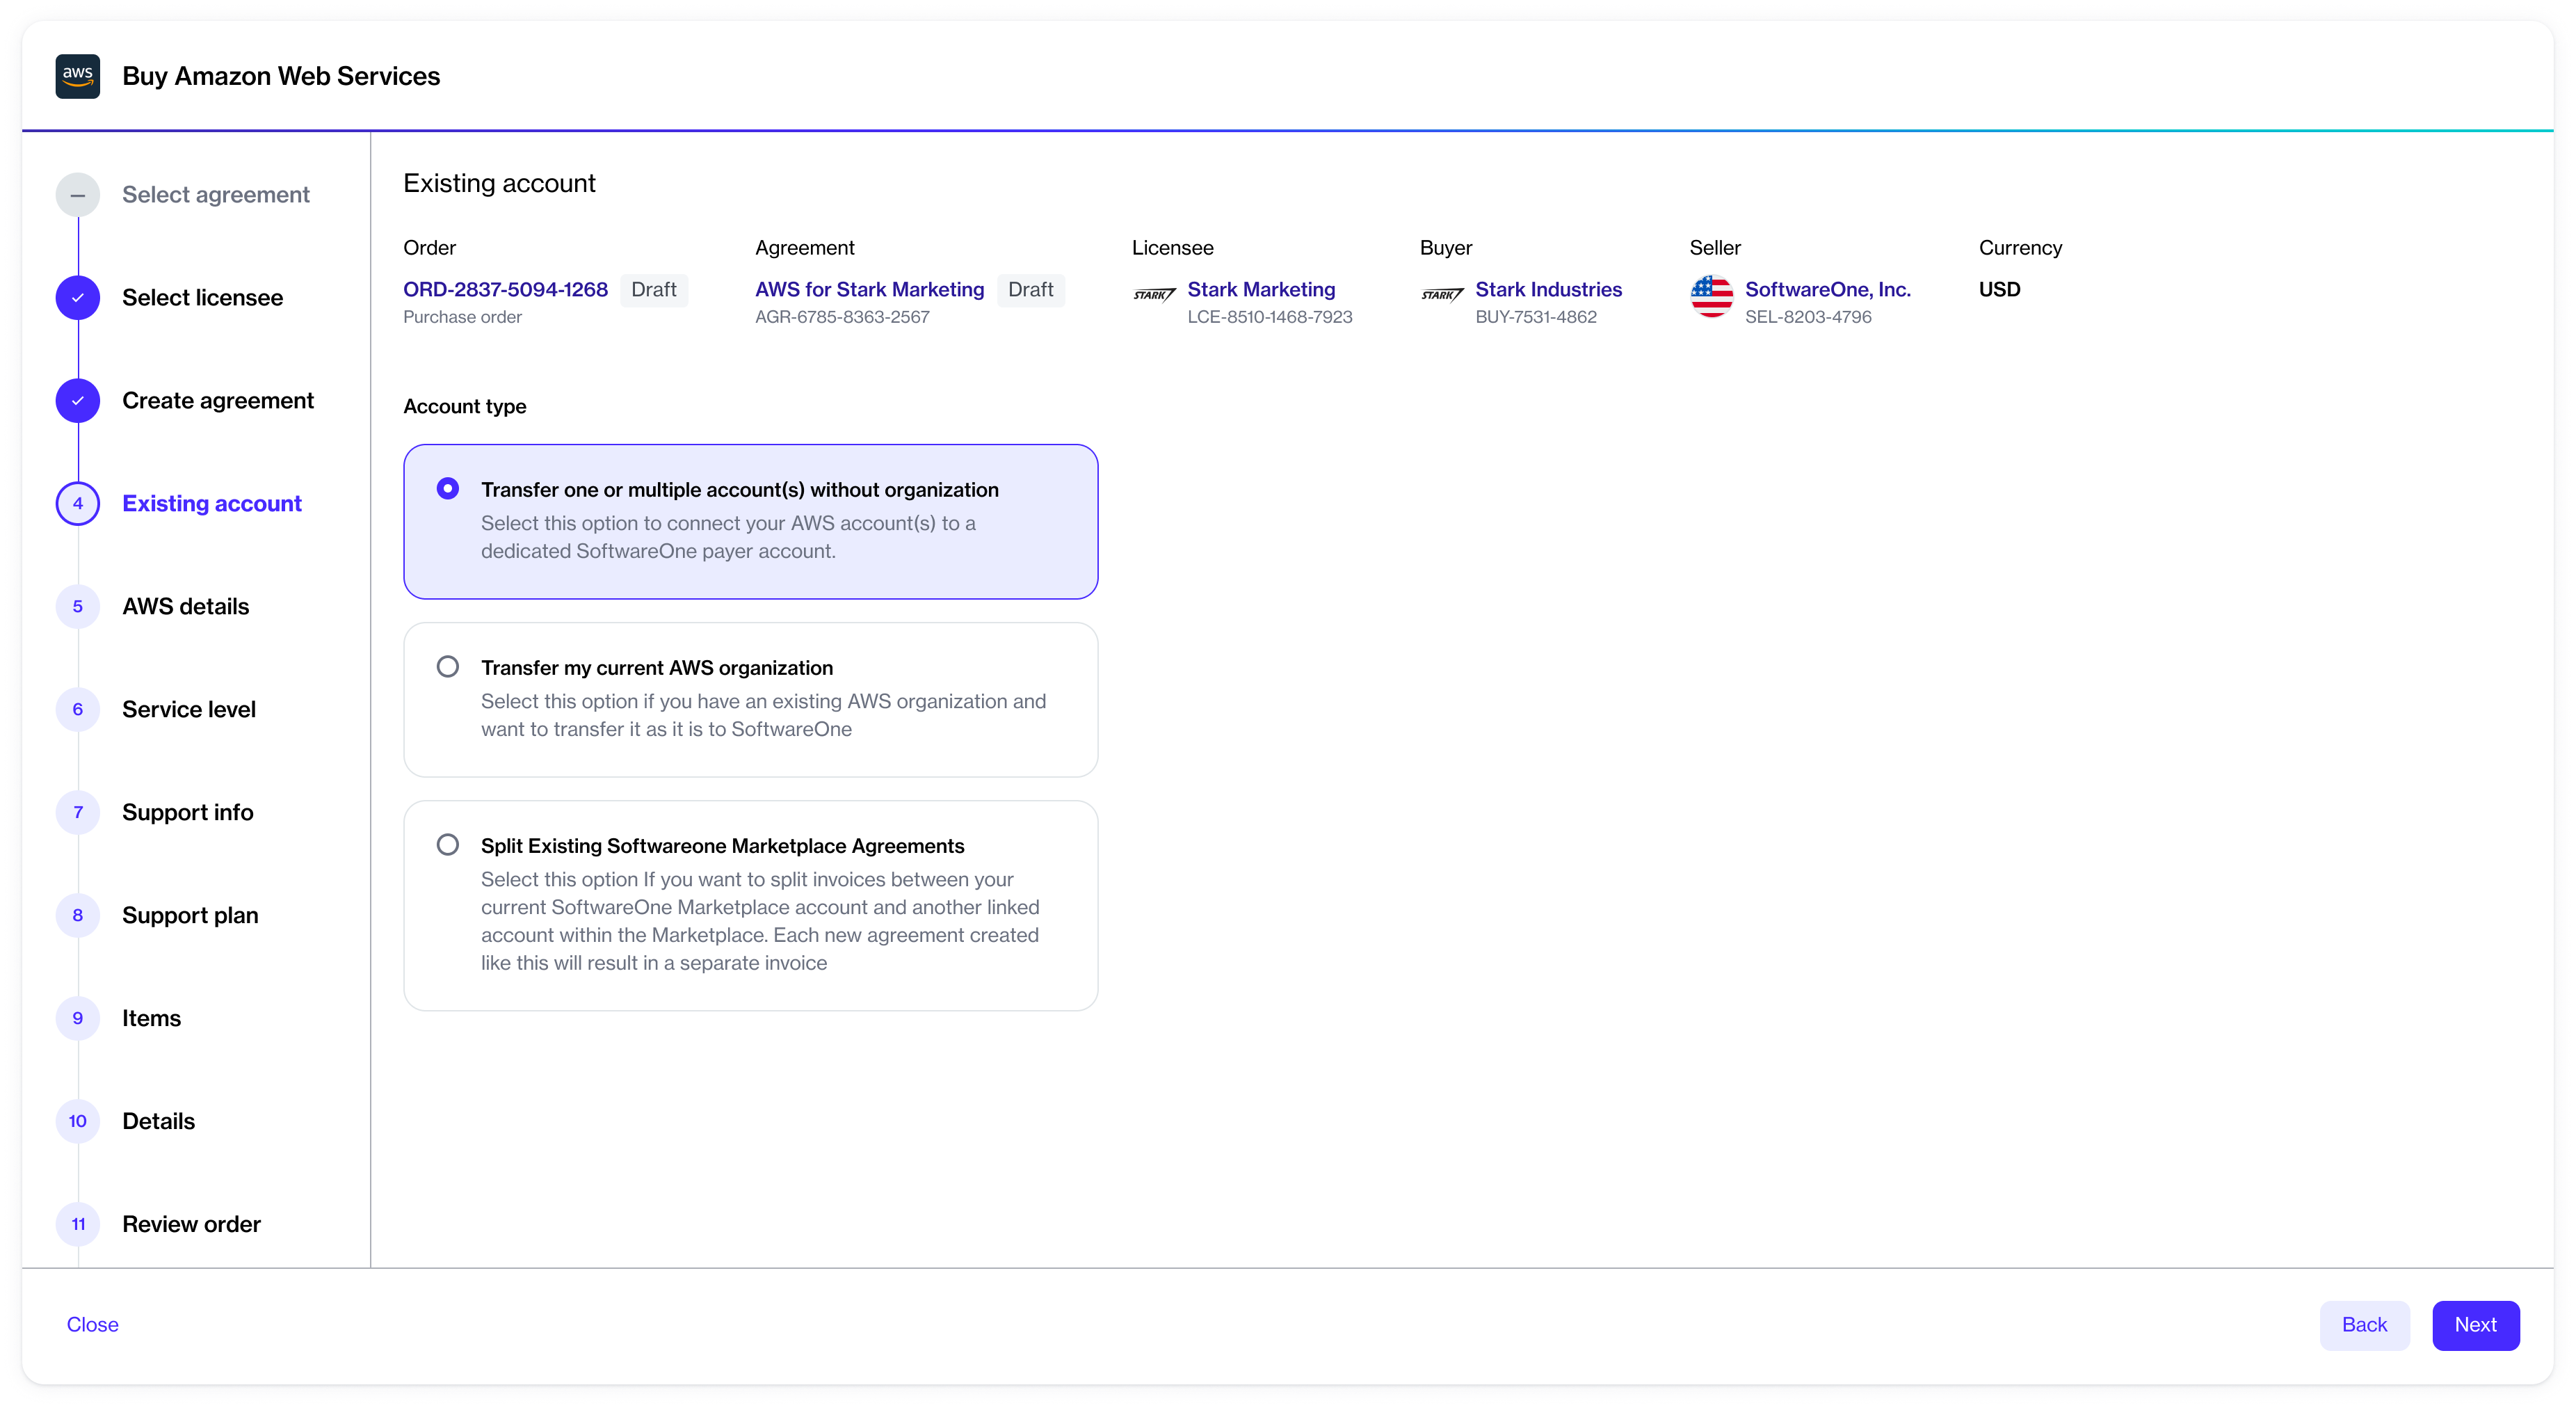 aws
Buy Amazon Web Services
Select agreement
Select licensee
Create agreement
4
Existing account
5
AWS details
6
Service level
7
Support info
8
Support plan
9
Items
10
Details
11
Review order
Existing account
Order
ORD-2837-5094-1268
Draft
Purchase order
Agreement
AWS for Stark Marketing
Draft
AGR-6785-8363-2567
Licensee
STARK
Stark Marketing
LCE-8510-1468-7923
Buyer
STARK
Stark Industries
BUY-7531-4862
Seller
SoftwareOne, Inc.
SEL-8203-4796
Currency
USD
Account type
Transfer one or multiple account(s) without organization
Select this option to connect your AWS account(s) to a
dedicated SoftwareOne payer account.
Transfer my current AWS organization
Select this option if you have an existing AWS organization and
want to transfer it as it is to SoftwareOne
Split Existing Softwareone Marketplace Agreements
Select this option If you want to split invoices between your
current SoftwareOne Marketplace account and another linked
account within the Marketplace. Each new agreement created
like this will result in a separate invoice
Close
Back
Next